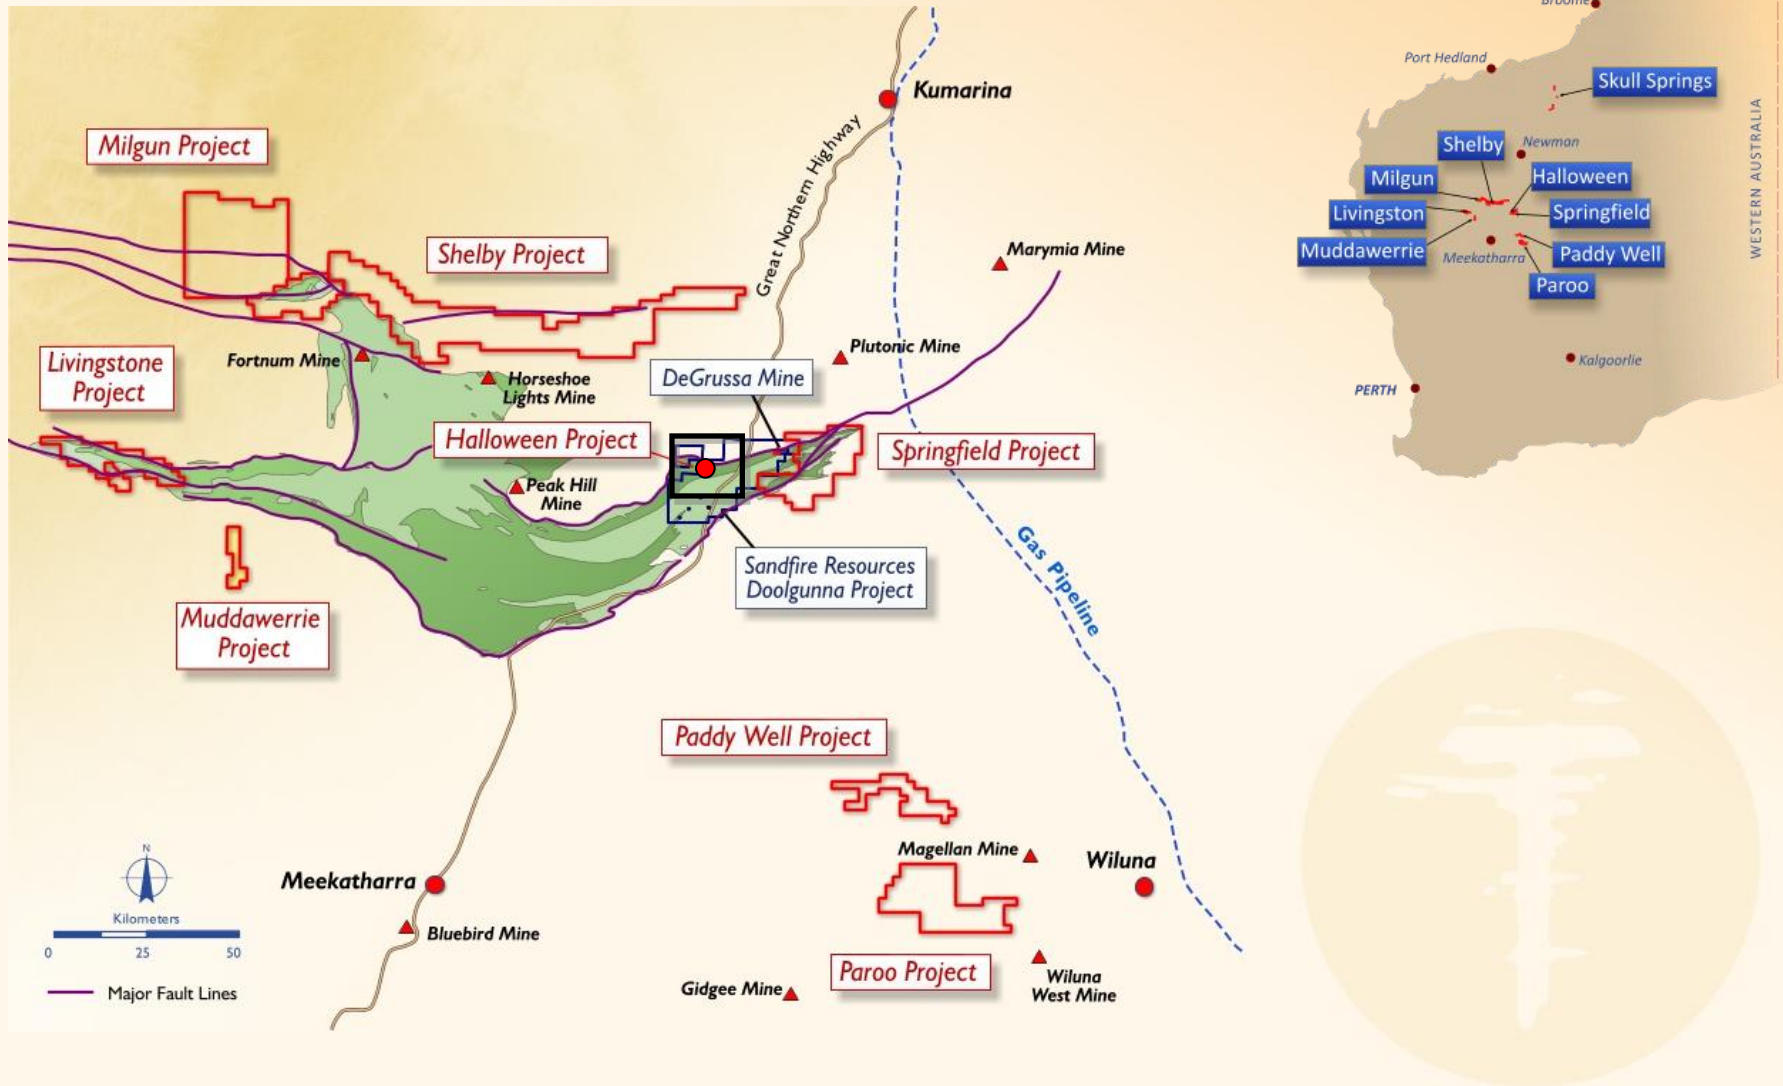 Broome
Port Hedland
Skull Springs
Kumarina
Shelby
Newman
Milgun Project
Great Northern Highway
Milgun
Halloween
Livingston
Springfield
Muddawerrie
Meekatharra
Paddy Well
Paroo
WESTERN AUSTRALIA
Shelby Project
Marymia Mine
Livingstone
Project
Fortnum Mine
Plutonic Mine
Kalgoorlie
Horseshoe
Lights Mine
DeGrussa Mine
PERTH
Halloween Project
Springfield Project
Peak Hill
Mine
Gas Pipeline
Sandfire Resources
Doolgunna Project
Muddawerrie
Project
Paddy Well Project
Magellan Mine
Wiluna
N
Meekatharra
Kilometers
0 25 50
Bluebird Mine
Paroo Project
Wiluna
West Mine
Gidgee Mine
Major Fault Lines